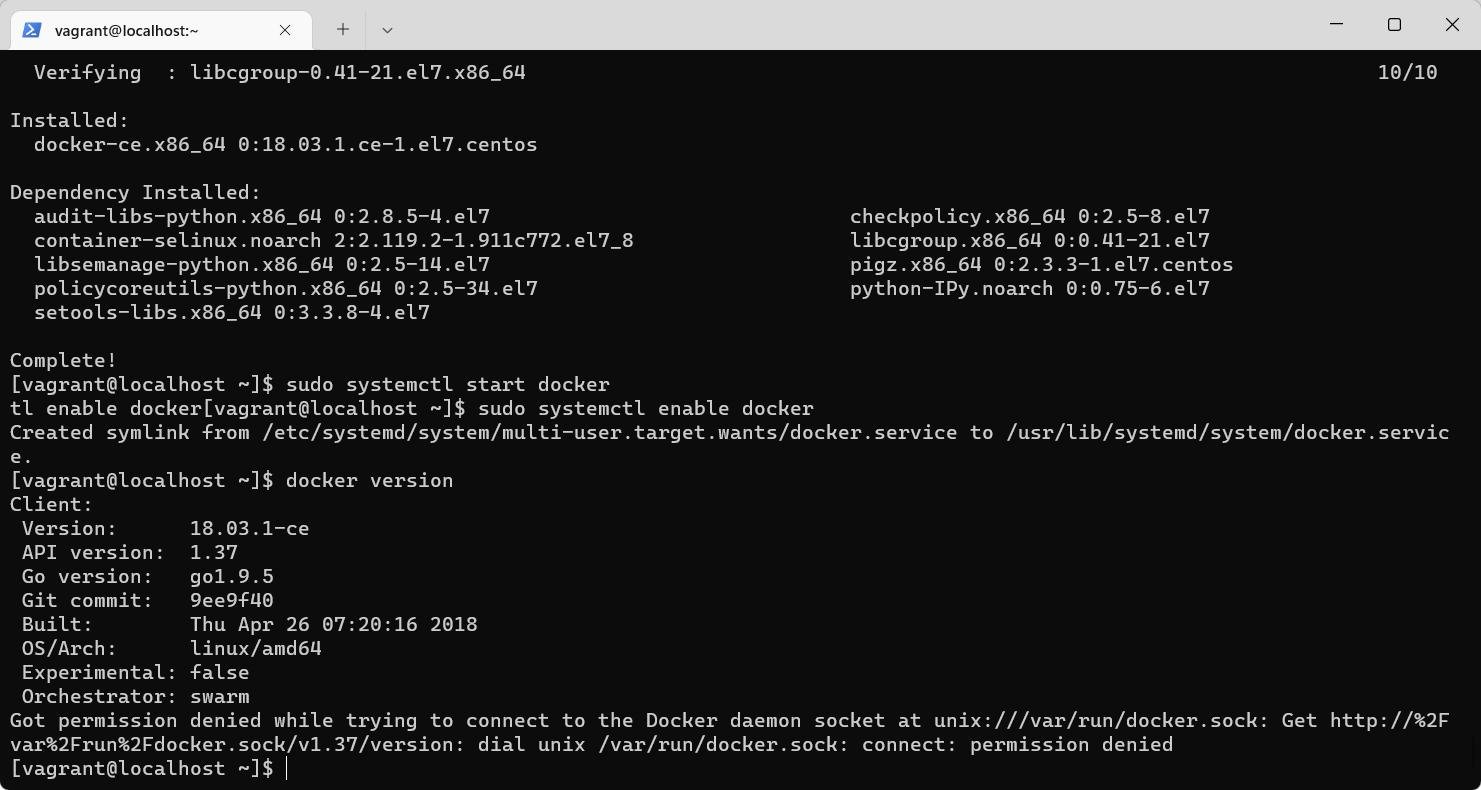 vagrant@localhost:~
Verifying  : libcgroup-0.41-21.el7.x86_64                                                                       10/10
Installed:
  docker-ce.x86_64 0:18.03.1.ce-1.el7.centos
Dependency Installed:
  audit-libs-python.x86_64 0:2.8.5-4.el7                              checkpolicy.x86_64 0:2.5-8.el7
  container-selinux.noarch 2:2.119.2-1.911c772.el7_8                  libcgroup.x86_64 0:0.41-21.el7
  libsemanage-python.x86_64 0:2.5-14.el7                              pigz.x86_64 0:2.3.3-1.el7.centos
  policycoreutils-python.x86_64 0:2.5-34.el7                          python-IPy.noarch 0:0.75-6.el7
  setools-libs.x86_64 0:3.3.8-4.el7
Complete!
[vagrant@localhost ~]$ sudo systemctl start docker
tl enable docker[vagrant@localhost ~]$ sudo systemctl enable docker
Created symlink from /etc/systemd/system/multi-user.target.wants/docker.service to /usr/lib/systemd/system/docker.servic
e.
[vagrant@localhost ~]$ docker version
Client:
 Version:      18.03.1-ce
 API version:  1.37
 Go version:   go1.9.5
 Git commit:   9ee9f40
 Built:        Thu Apr 26 07:20:16 2018
 OS/Arch:      linux/amd64
 Experimental: false
 Orchestrator: swarm
Got permission denied while trying to connect to the Docker daemon socket at unix:///var/run/docker.sock: Get http://%2F
var%2Frun%2Fdocker.sock/v1.37/version: dial unix /var/run/docker.sock: connect: permission denied
[vagrant@localhost ~]$